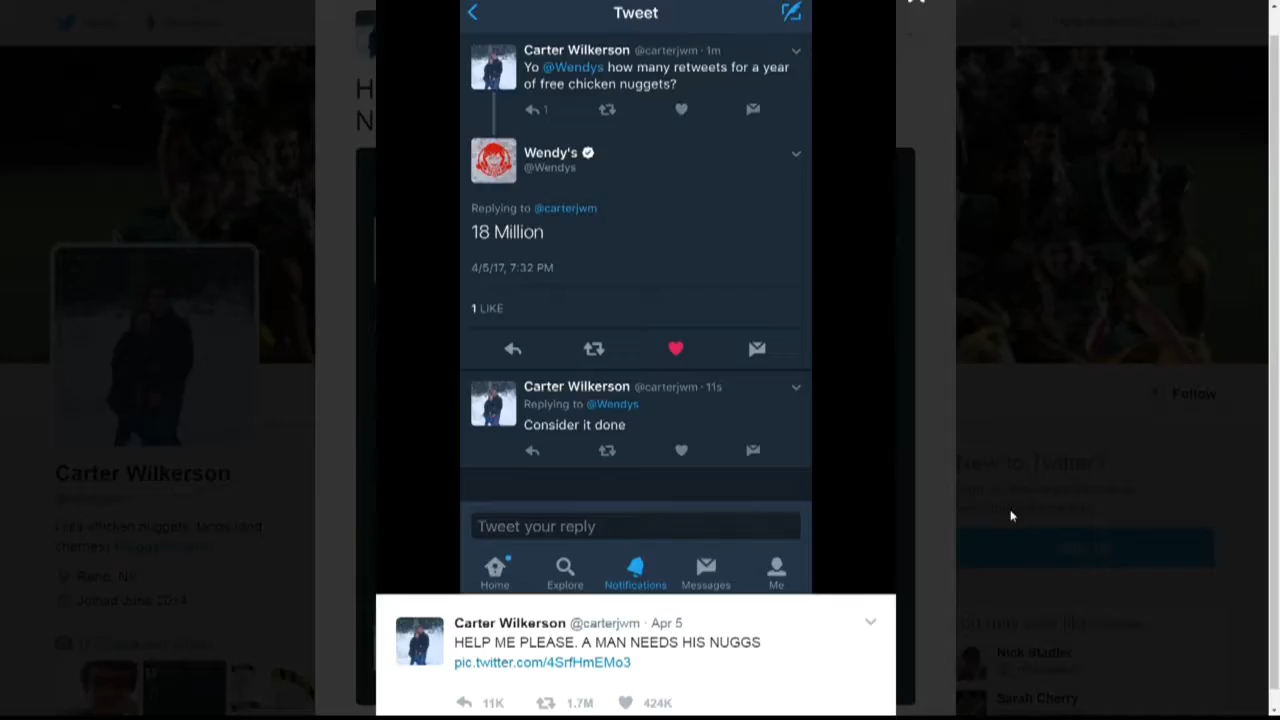 Tweet
Carter Wilkerson @carterjwm · 1m
Yo @Wendys how many retweets for a year
of free chicken nuggets?
1
Wendy's
@Wendys
Replying to @carterjwm
18 Million
4/5/17, 7:32 PM
1 LIKE
Carter Wilkerson @carterjwm · 11s
Replying to @Wendys
Consider it done
Tweet your reply
Home
Explore
Notifications
Messages
Me
Carter Wilkerson @carterjwm · Apr 5
HELP ME PLEASE. A MAN NEEDS HIS NUGGS
pic.twitter.com/4SrfHmEMo3
11K
1.7M
424K
H
N
Carter Wilkerson
Reno, NV
Joined June 2014
Follow
New to Twitter?
Nick Stadler
Sarah Cherry